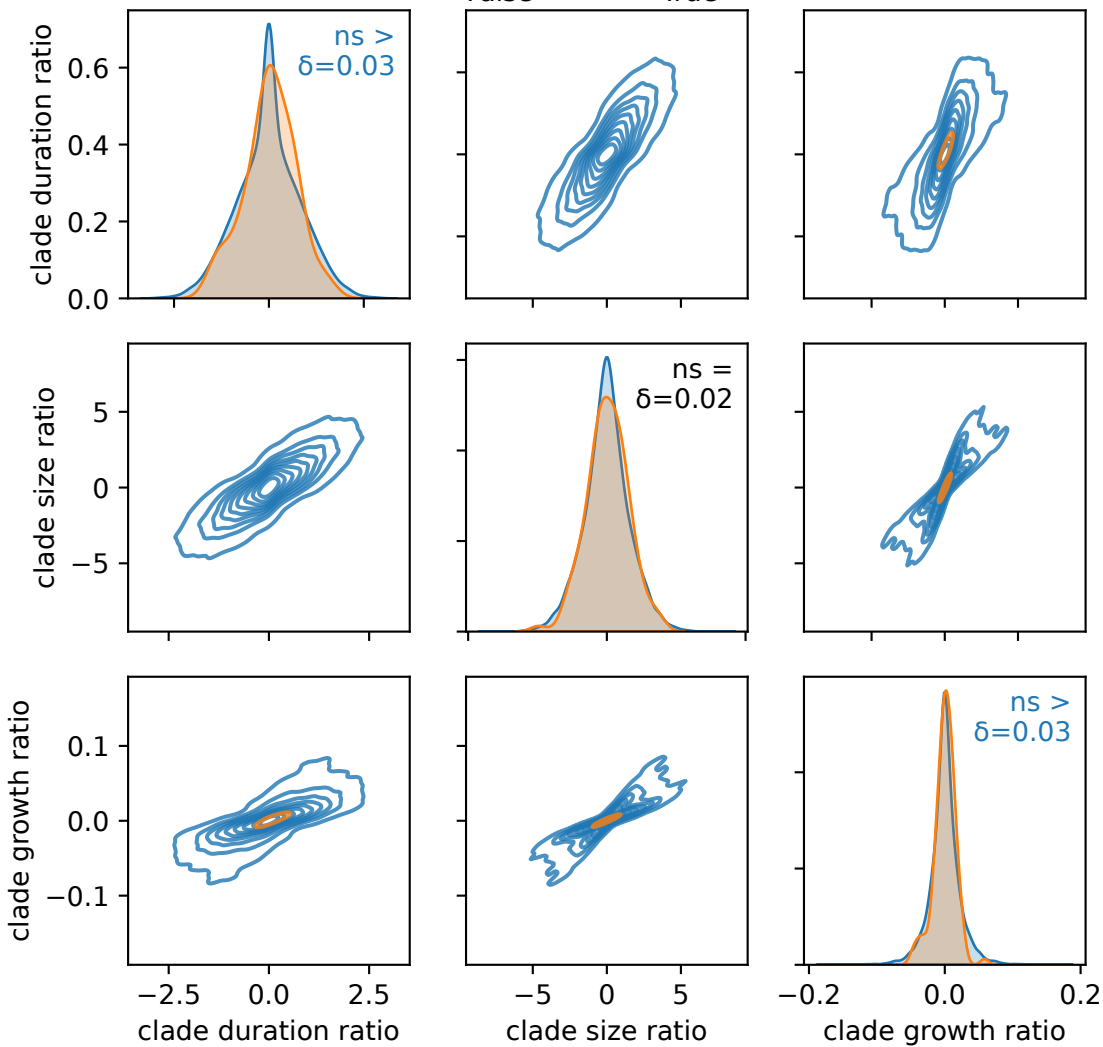 True
ns >
δ=0.03
clade duration ratio
0.6
0.4
0.2
0.0
ns =
δ=0.02
clade size ratio
5
0
−5
ns >
δ=0.03
clade growth ratio
0.1
0.0
−0.1
−2.5 0.0 2.5
−5 0 5
−0.2 0.0 0.2
clade duration ratio
clade size ratio
clade growth ratio